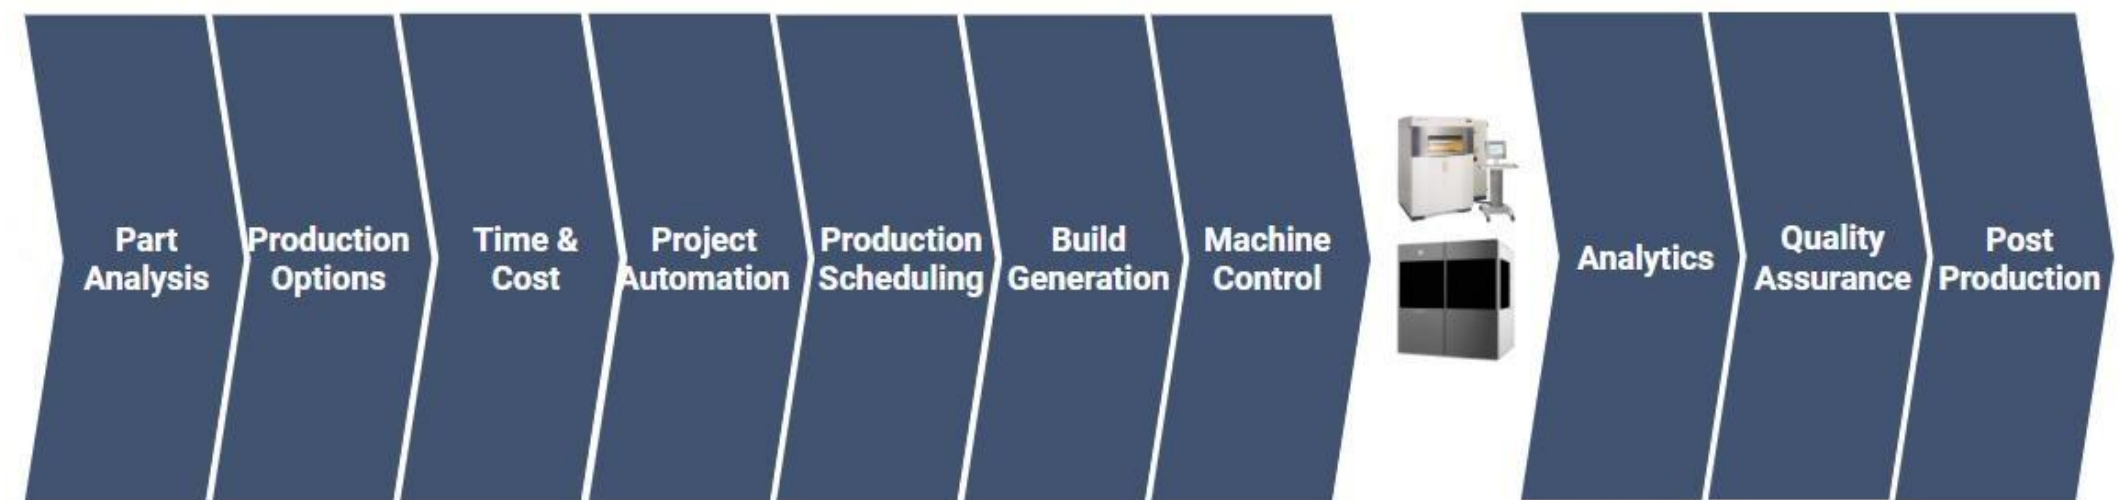 Part
Analysis
Production
Options
Time &
Cost
Project
Automation
Production
Scheduling
Build
Generation
Machine
Control
Analytics
Quality
Assurance
Post
Production